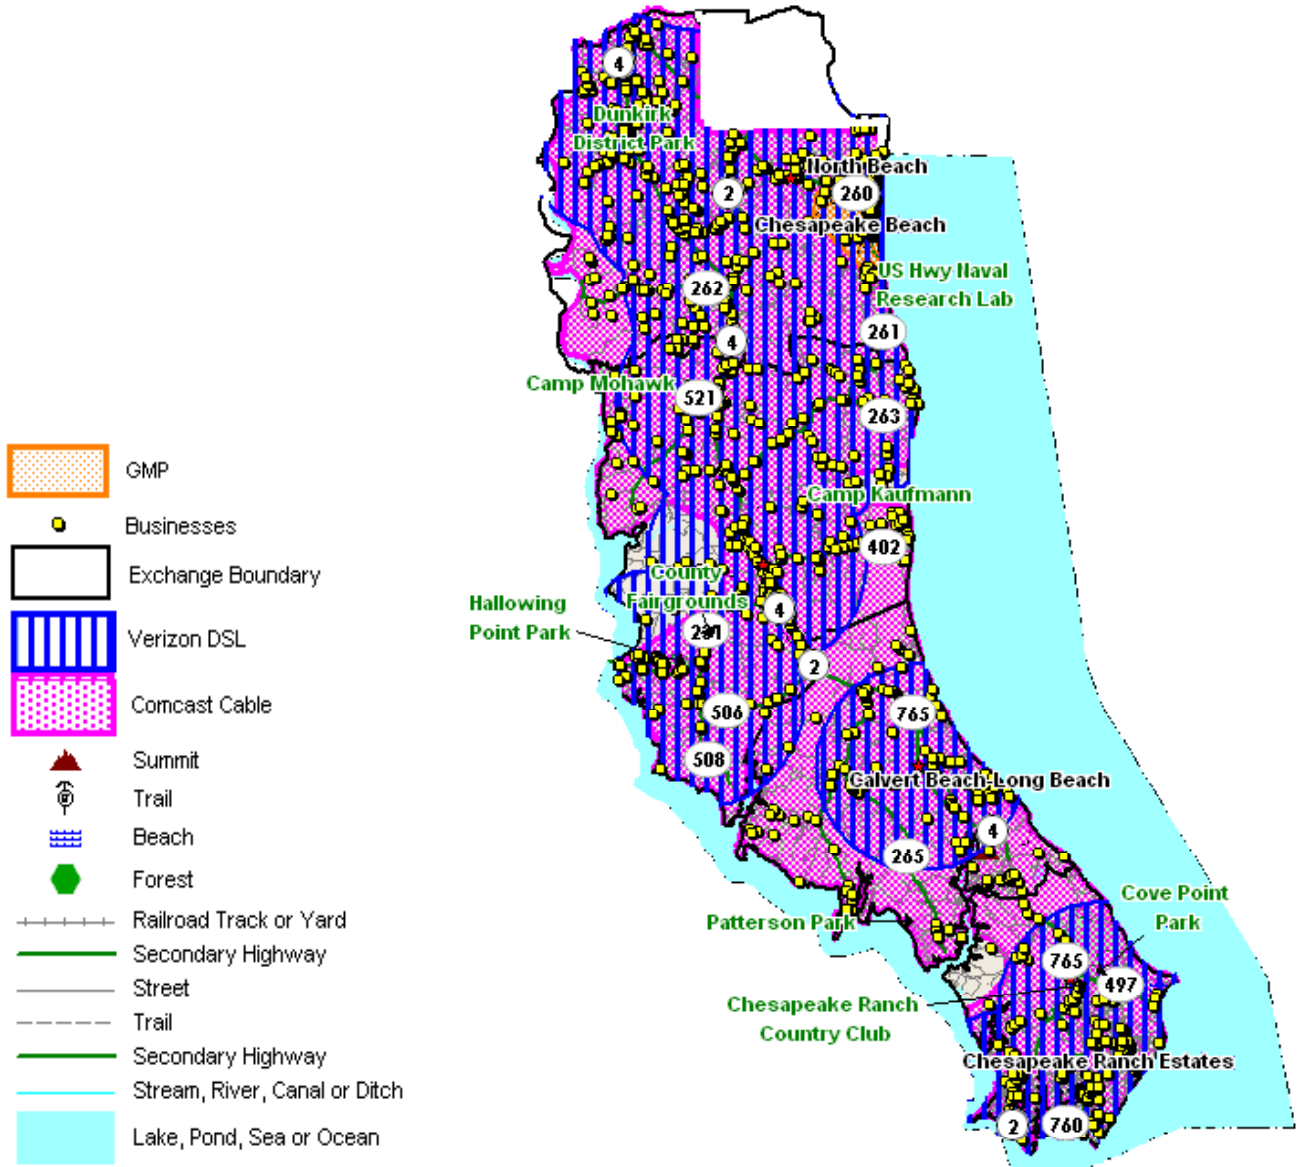 4
Dunkirk
District Park
North Beach
2
260
Chesapeake Beach
US Hwy Naval
Research Lab
262
261
4
Camp Mohawk
521
263
GMP
Camp Kaufmann
Businesses
402
Exchange Boundary
County
Fairgrounds
Hallowing
Point Park
4
Verizon DSL
2
Comcast Cable
506
765
508
Summit
Calvert Beach-Long Beach
Trail
Beach
4
265
Forest
Cove Point
Park
Railroad Track or Yard
Patterson Park
Secondary Highway
765
497
Street
Chesapeake Ranch
Country Club
Trail
Secondary Highway
Chesapeake Ranch Estates
Stream, River, Canal or Ditch
2
760
Lake, Pond, Sea or Ocean